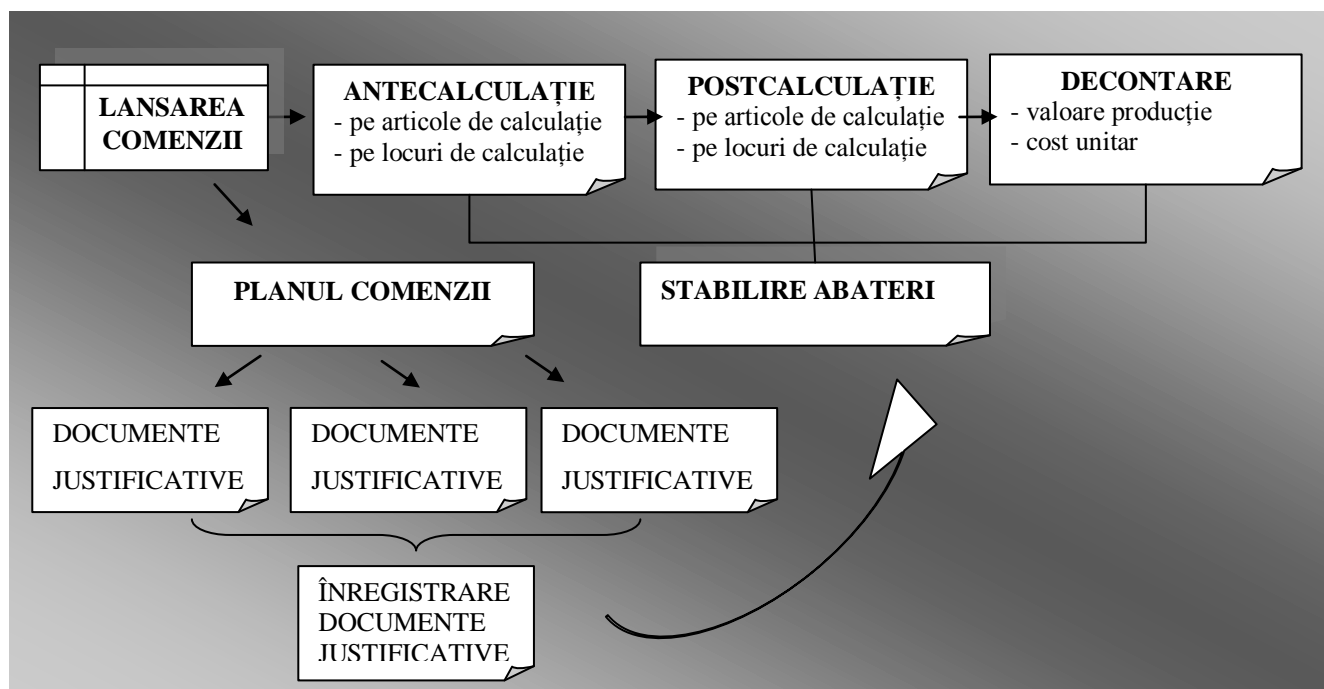 LANSAREA
COMENZII
ANTECALCULAȚIE
- pe articole de calculație
- pe locuri de calculație
POSTCALCULAȚIE
- pe articole de calculație
- pe locuri de calculație
DECONTARE
- valoare producție
- cost unitar
PLANUL COMENZII
STABILIRE ABATERI
DOCUMENTE
JUSTIFICATIVE
DOCUMENTE
JUSTIFICATIVE
DOCUMENTE
JUSTIFICATIVE
ÎNREGISTRARE
DOCUMENTE
JUSTIFICATIVE